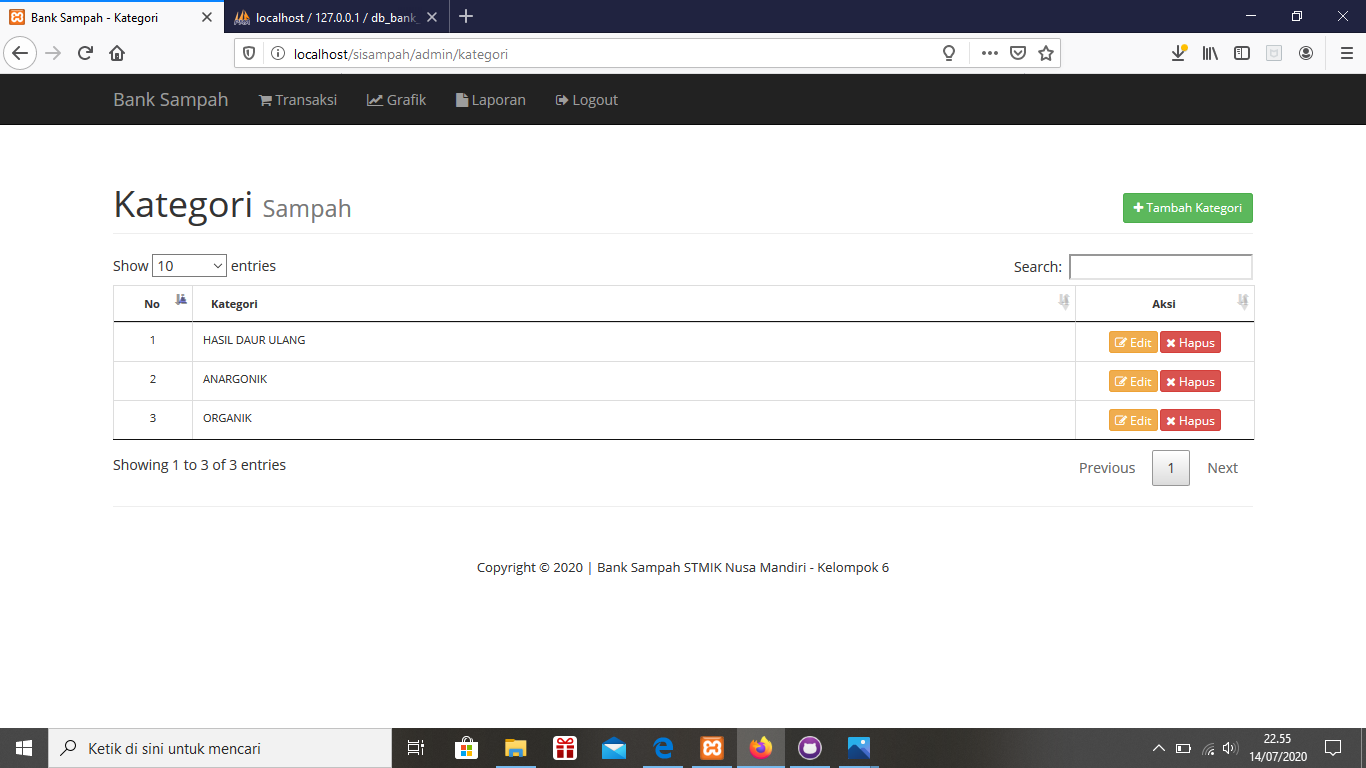 Bank Sampah - Kategori
localhost / 127.0.0.1 / db_bank_
localhost/sisampah/admin/kategori
Bank Sampah Transaksi Grafik Laporan Logout
Kategori Sampah
Tambah Kategori
Show 10 entries
Search:
No Kategori Aksi
1 HASIL DAUR ULANG Edit Hapus
2 ANARGONIK Edit Hapus
3 ORGANIK Edit Hapus
Showing 1 to 3 of 3 entries
Previous 1 Next
Copyright © 2020 | Bank Sampah STMIK Nusa Mandiri - Kelompok 6
Ketik di sini untuk mencari
22.55
14/07/2020